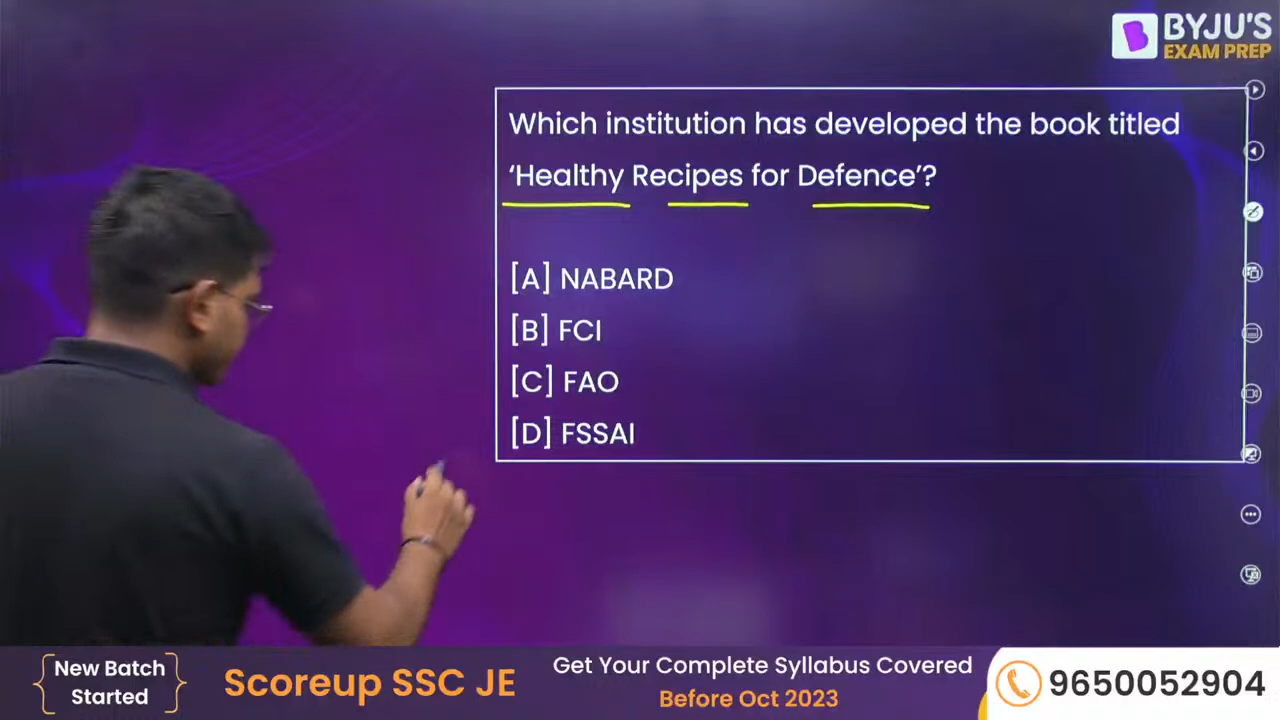 BYJU'S
EXAM PREP
Which institution has developed the book titled
‘Healthy Recipes for Defence’?
[A] NABARD
[B] FCI
[C] FAO
[D] FSSAI
New Batch
Started
Scoreup SSC JE
Get Your Complete Syllabus Covered
Before Oct 2023
9650052904